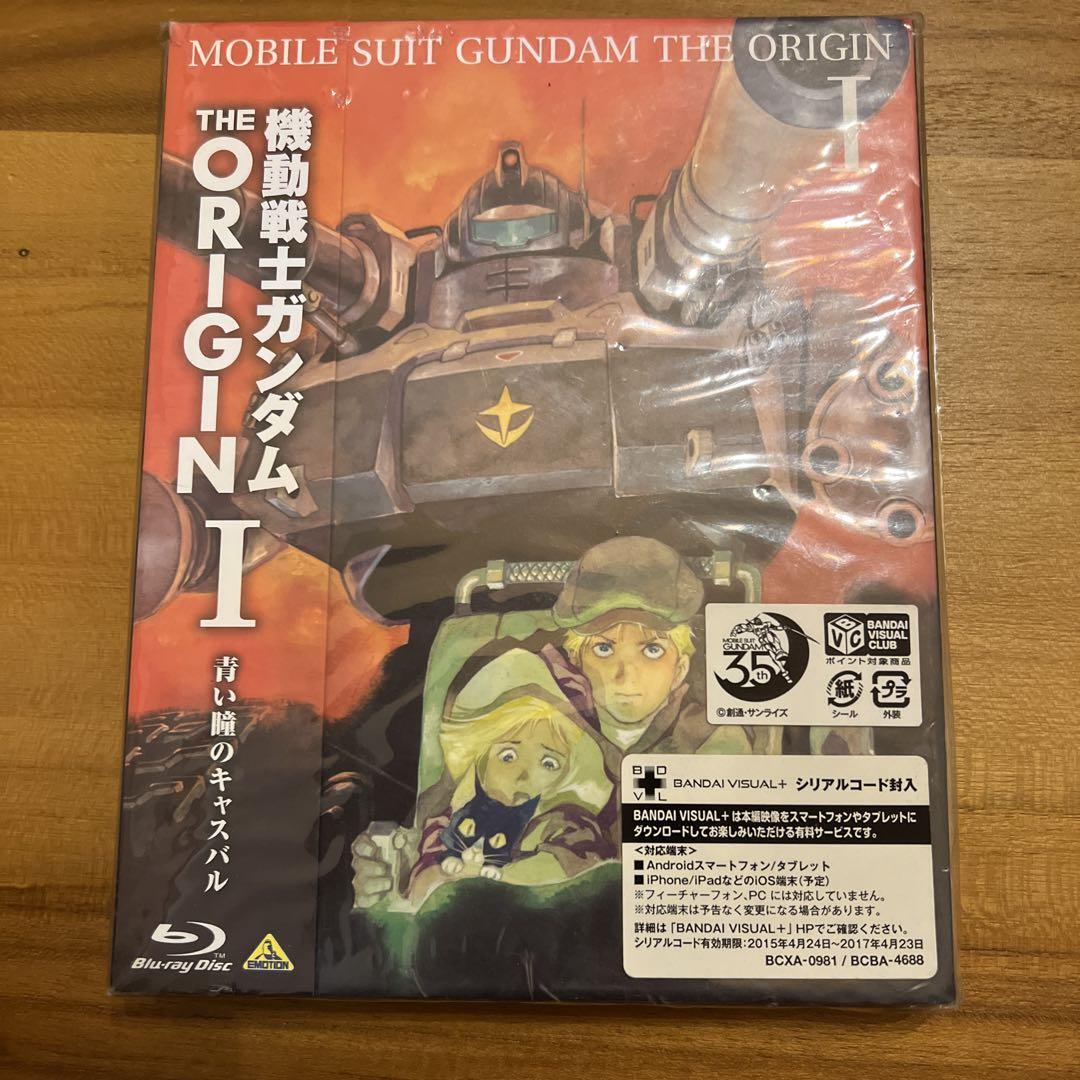 MOBILE SUIT GUNDAM THE ORIGIN
I
機動戦士ガンダム
THE ORIGIN I
青い瞳のキャスバル
Blu-ray Disc
TM
EMOTION
MOBILE SUIT
GUNDAM
35th
©創通・サンライズ
BVC
BANDAI
VISUAL
CLUB
ポイント対象商品
紙
シール
プラ
外装
BD
VL
BANDAI VISUAL+ シリアルコード封入
BANDAI VISUAL+は本編映像をスマートフォンやタブレットに
ダウンロードしてお楽しみいただける有料サービスです。
<対応端末>
■Androidスマートフォン/タブレット
■iPhone/iPadなどのiOS端末(予定)
※フィーチャーフォン、PCには対応していません。
※対応端末は予告なく変更になる場合があります。
詳細は「BANDAI VISUAL+」HPでご確認ください。
シリアルコード有効期限:2015年4月24日~2017年4月23日
BCXA-0981 / BCBA-4688